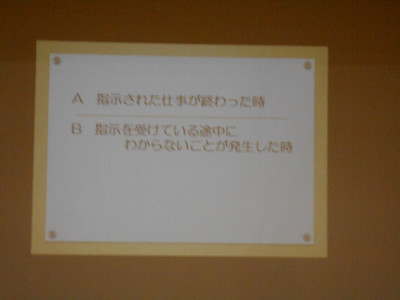 A 指示された仕事が終わった時
B 指示を受けている途中に
わからないことが発生した時